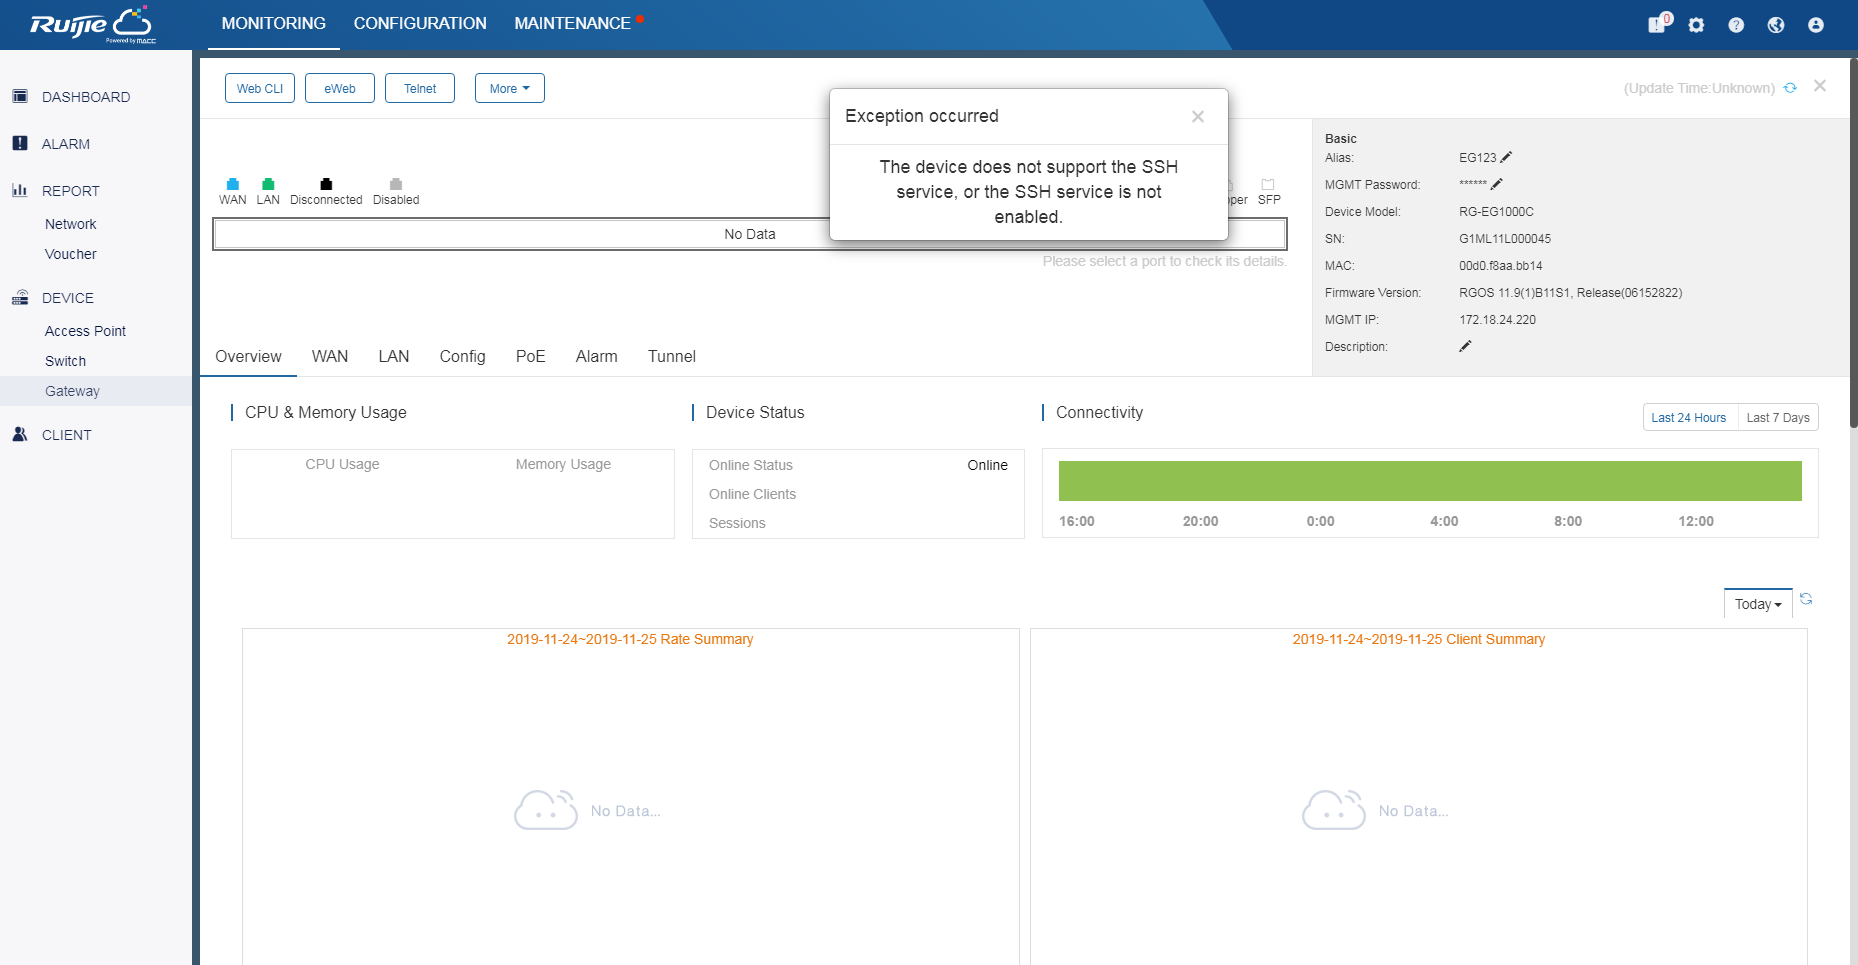 Ruijie
Powered by MACC
MONITORING
CONFIGURATION
MAINTENANCE
0
DASHBOARD
ALARM
REPORT
Network
Voucher
DEVICE
Access Point
Switch
Gateway
CLIENT
Web CLI
eWeb
Telnet
More
(Update Time:Unknown)
Exception occurred
The device does not support the SSH
service, or the SSH service is not
enabled.
WAN
LAN
Disconnected
Disabled
SFP
No Data
Please select a port to check its details.
Basic
Alias: EG123
MGMT Password: ******
Device Model: RG-EG1000C
SN: G1ML11L000045
MAC: 00d0.f8aa.bb14
Firmware Version: RGOS 11.9(1)B11S1, Release(06152822)
MGMT IP: 172.18.24.220
Description:
Overview
WAN
LAN
Config
PoE
Alarm
Tunnel
CPU & Memory Usage
CPU Usage
Memory Usage
Device Status
Online Status Online
Online Clients
Sessions
Connectivity
Last 24 Hours
Last 7 Days
16:00 20:00 0:00 4:00 8:00 12:00
Today
2019-11-24~2019-11-25 Rate Summary
No Data...
2019-11-24~2019-11-25 Client Summary
No Data...